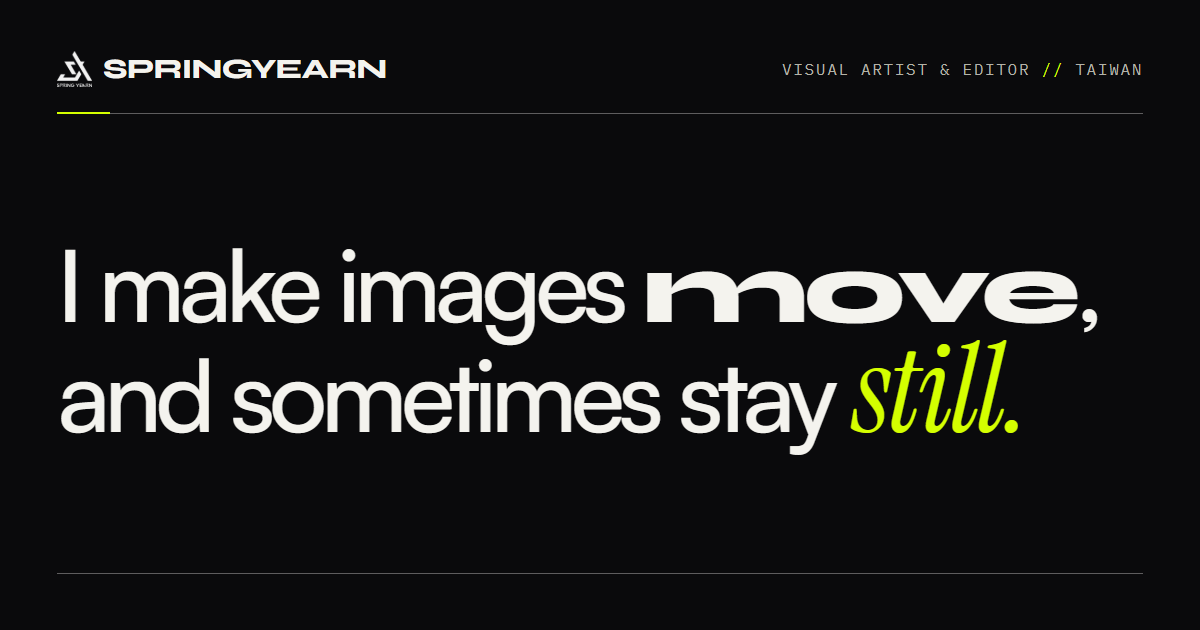 SPRING YEARN
SPRINGYEARN
VISUAL ARTIST & EDITOR // TAIWAN
I make images move,
and sometimes stay still.